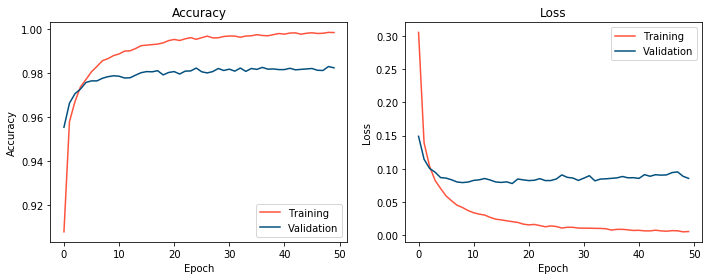 Accuracy
1.00
0.98
0.96
0.94
0.92
Accuracy
0 10 20 30 40 50
Epoch
Training
Validation
Loss
0.30
0.25
0.20
0.15
0.10
0.05
0.00
Loss
0 10 20 30 40 50
Epoch
Training
Validation